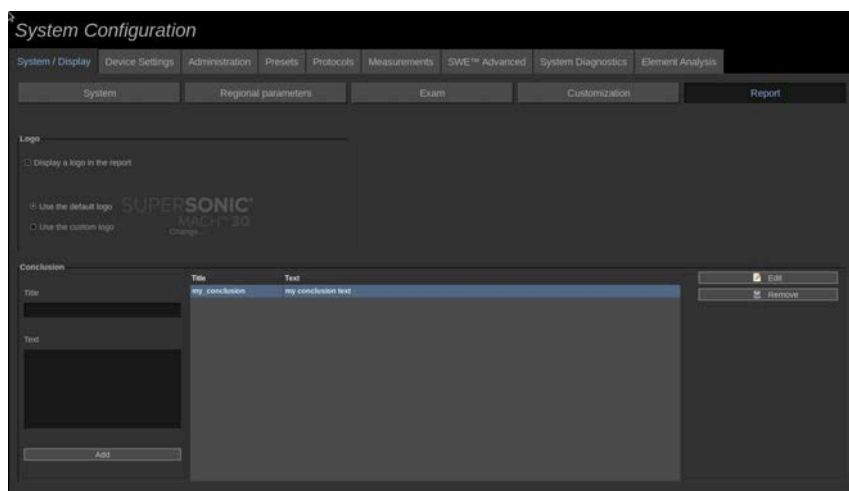 System Configuration
System / Display Device Settings Administration Presets Protocols Measurements SWE™ Advanced System Diagnostics Element Analysis
System Regional parameters Exam Customization Report
Logo
Display a logo in the report
Use the default logo
SUPERSONIC®
MACH™ 30
Use the custom logo
Change...
Conclusion
Title Text
Edit
Title
my_conclusion my conclusion text
Remove
Text
Add